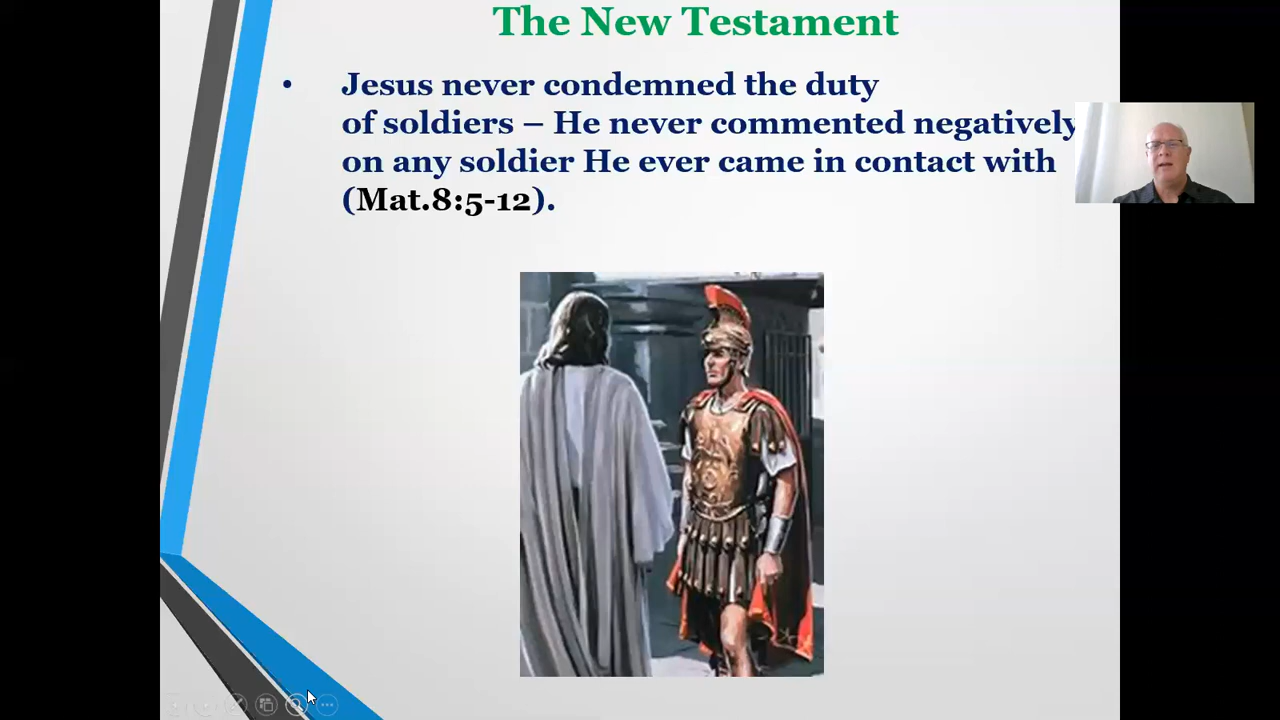 The New Testament
• Jesus never condemned the duty
of soldiers – He never commented negatively
on any soldier He ever came in contact with
(Mat.8:5-12).